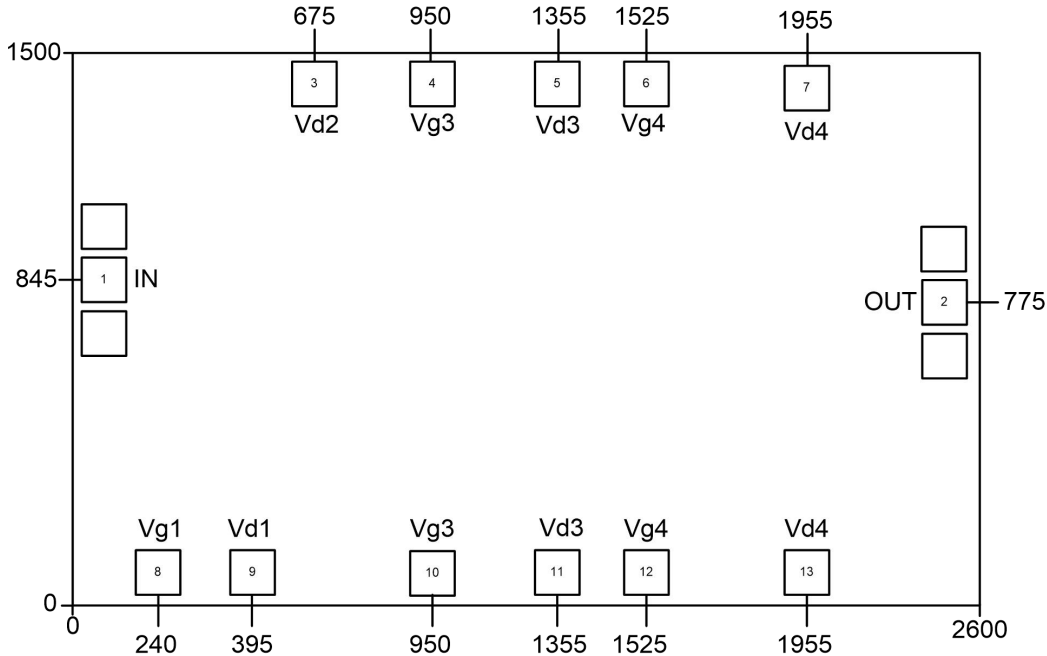 675 950 1355 1525 1955
1500
3 4 5 6 7
Vd2 Vg3 Vd3 Vg4 Vd4
845 1 IN
OUT 2 775
Vg1 Vd1 Vg3 Vd3 Vg4 Vd4
8 9 10 11 12 13
0
0 240 395 950 1355 1525 1955 2600